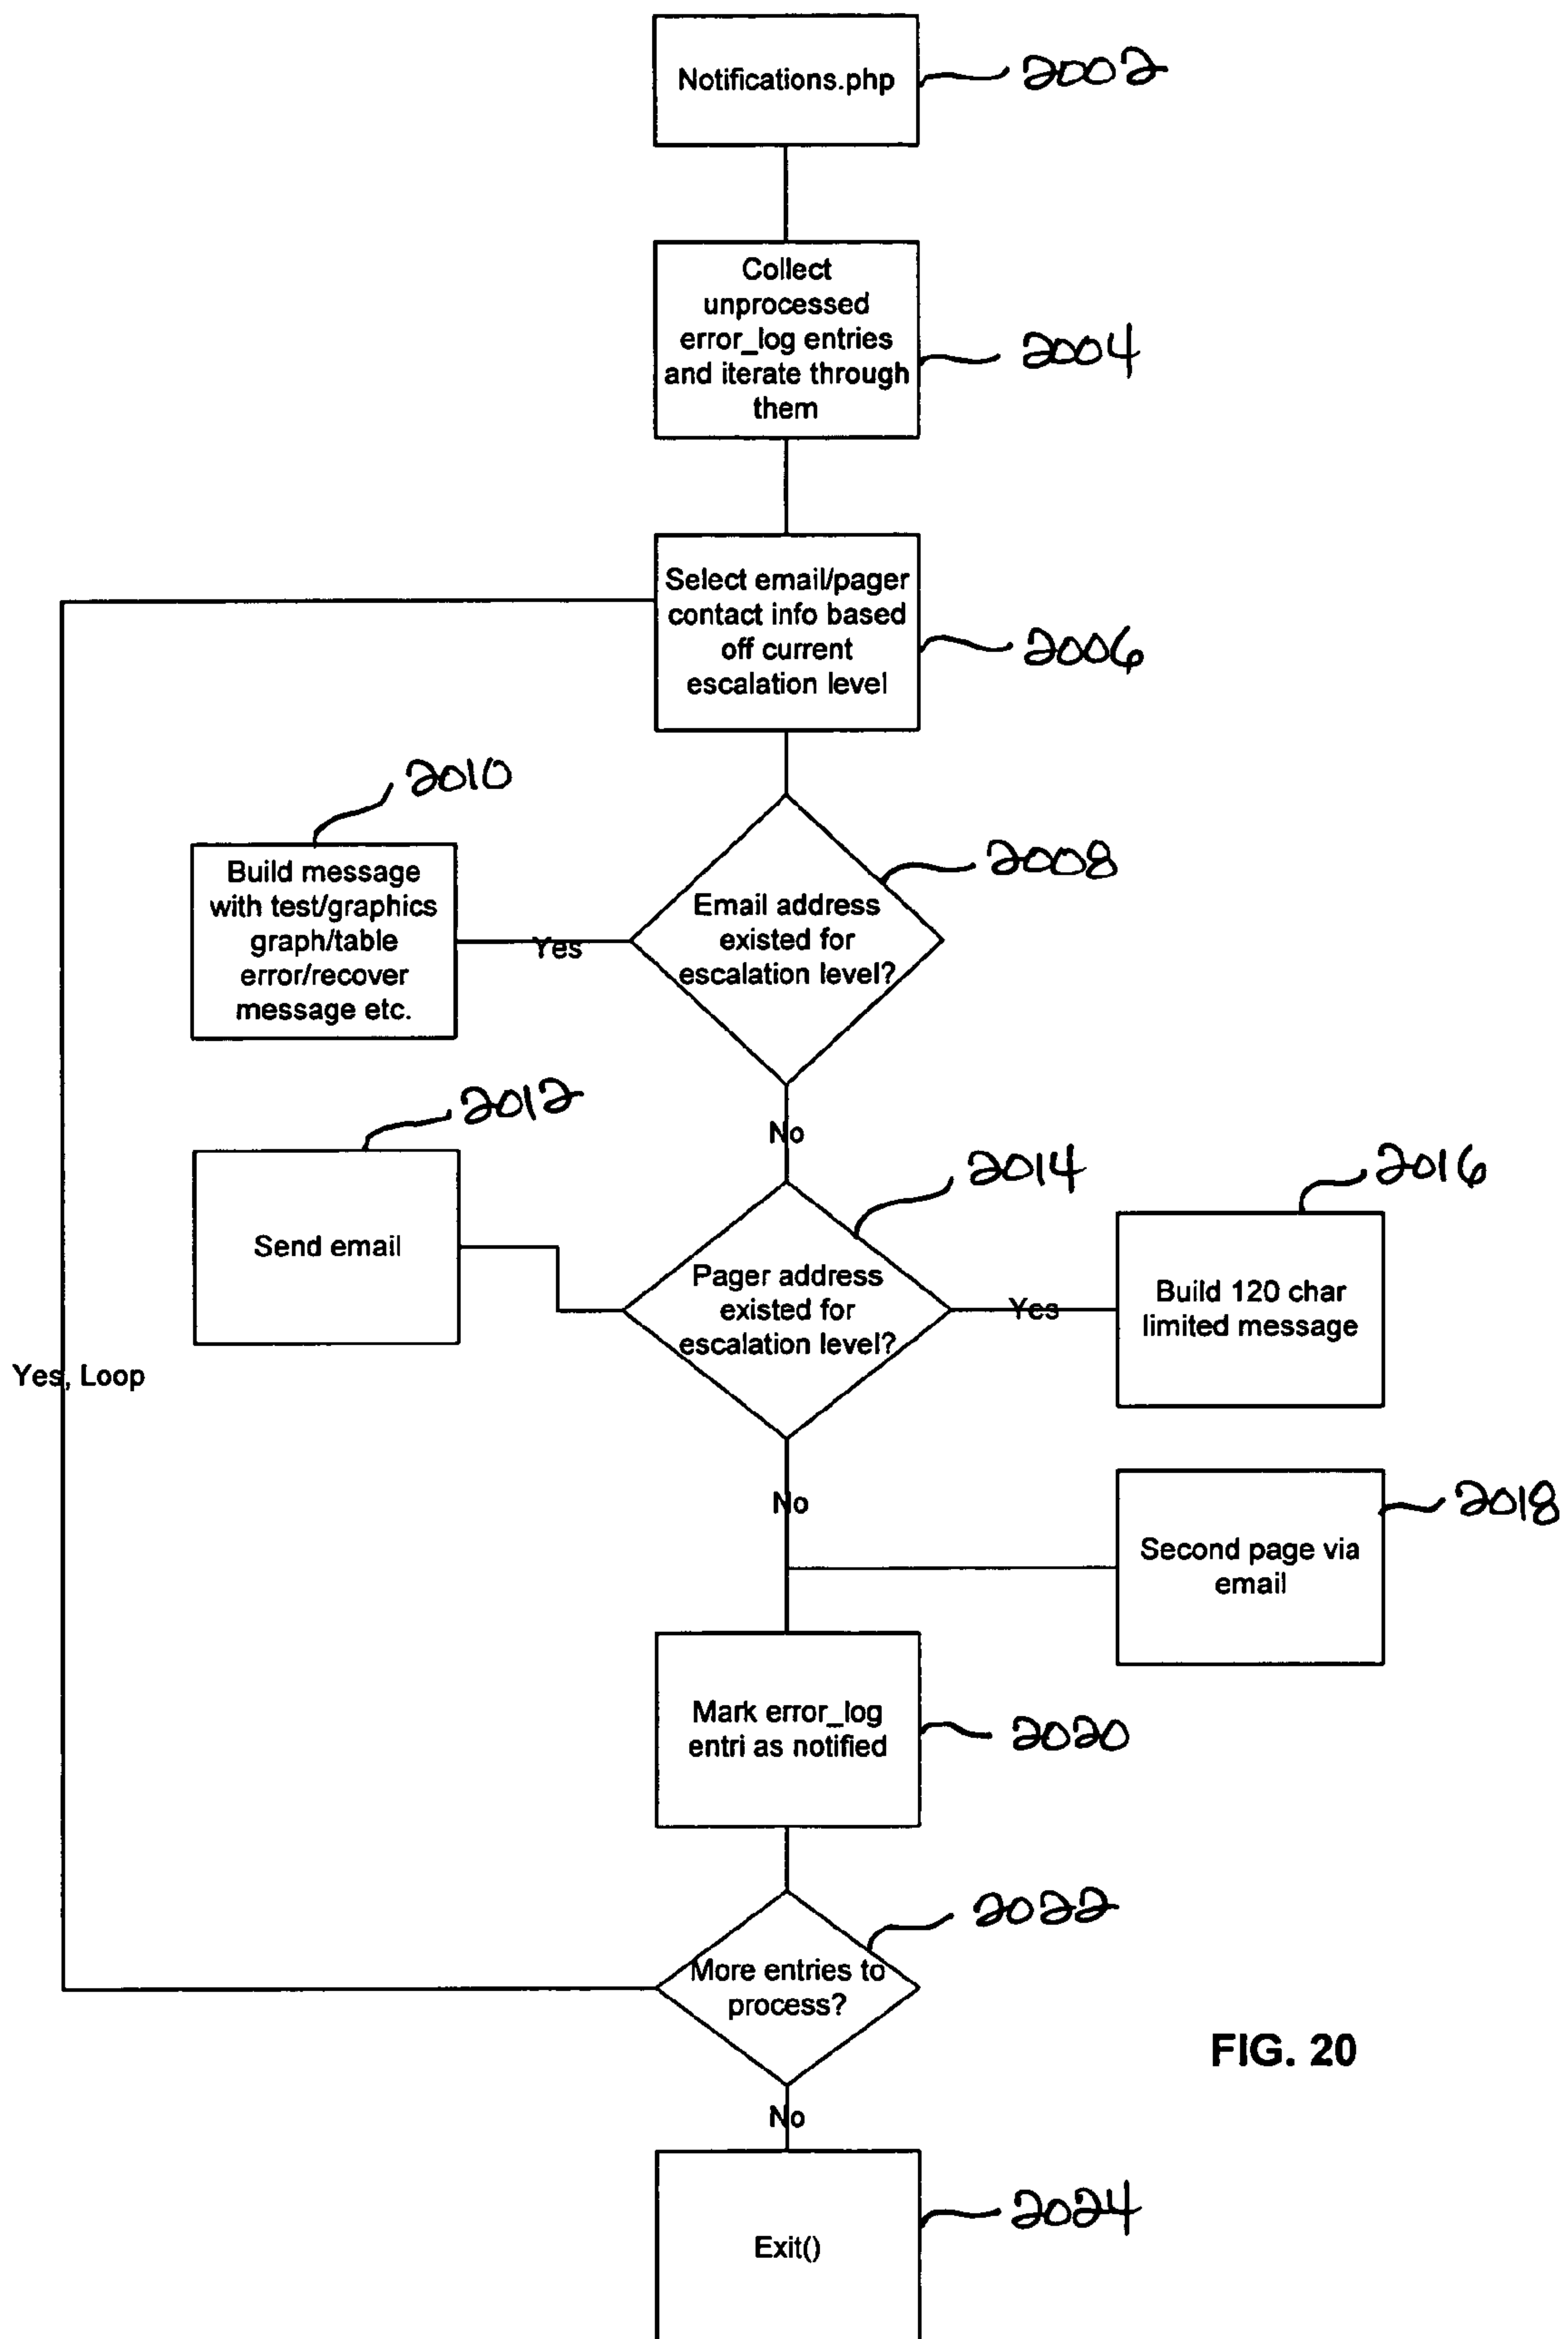 Notifications.php
2002
Collect
unprocessed
error_log entries
and iterate through
them
2004
Select email/pager
contact info based
off current
escalation level
2006
2010
Build message
with test/graphics
graph/table
error/recover
message etc.
Yes
Email address
existed for
escalation level?
2008
No
2012
Send email
2014
Pager address
existed for
escalation level?
Yes
2016
Build 120 char
limited message
Yes, Loop
No
2018
Second page via
email
Mark error_log
entri as notified
2020
2022
More entries to
process?
FIG. 20
No
Exit()
2024